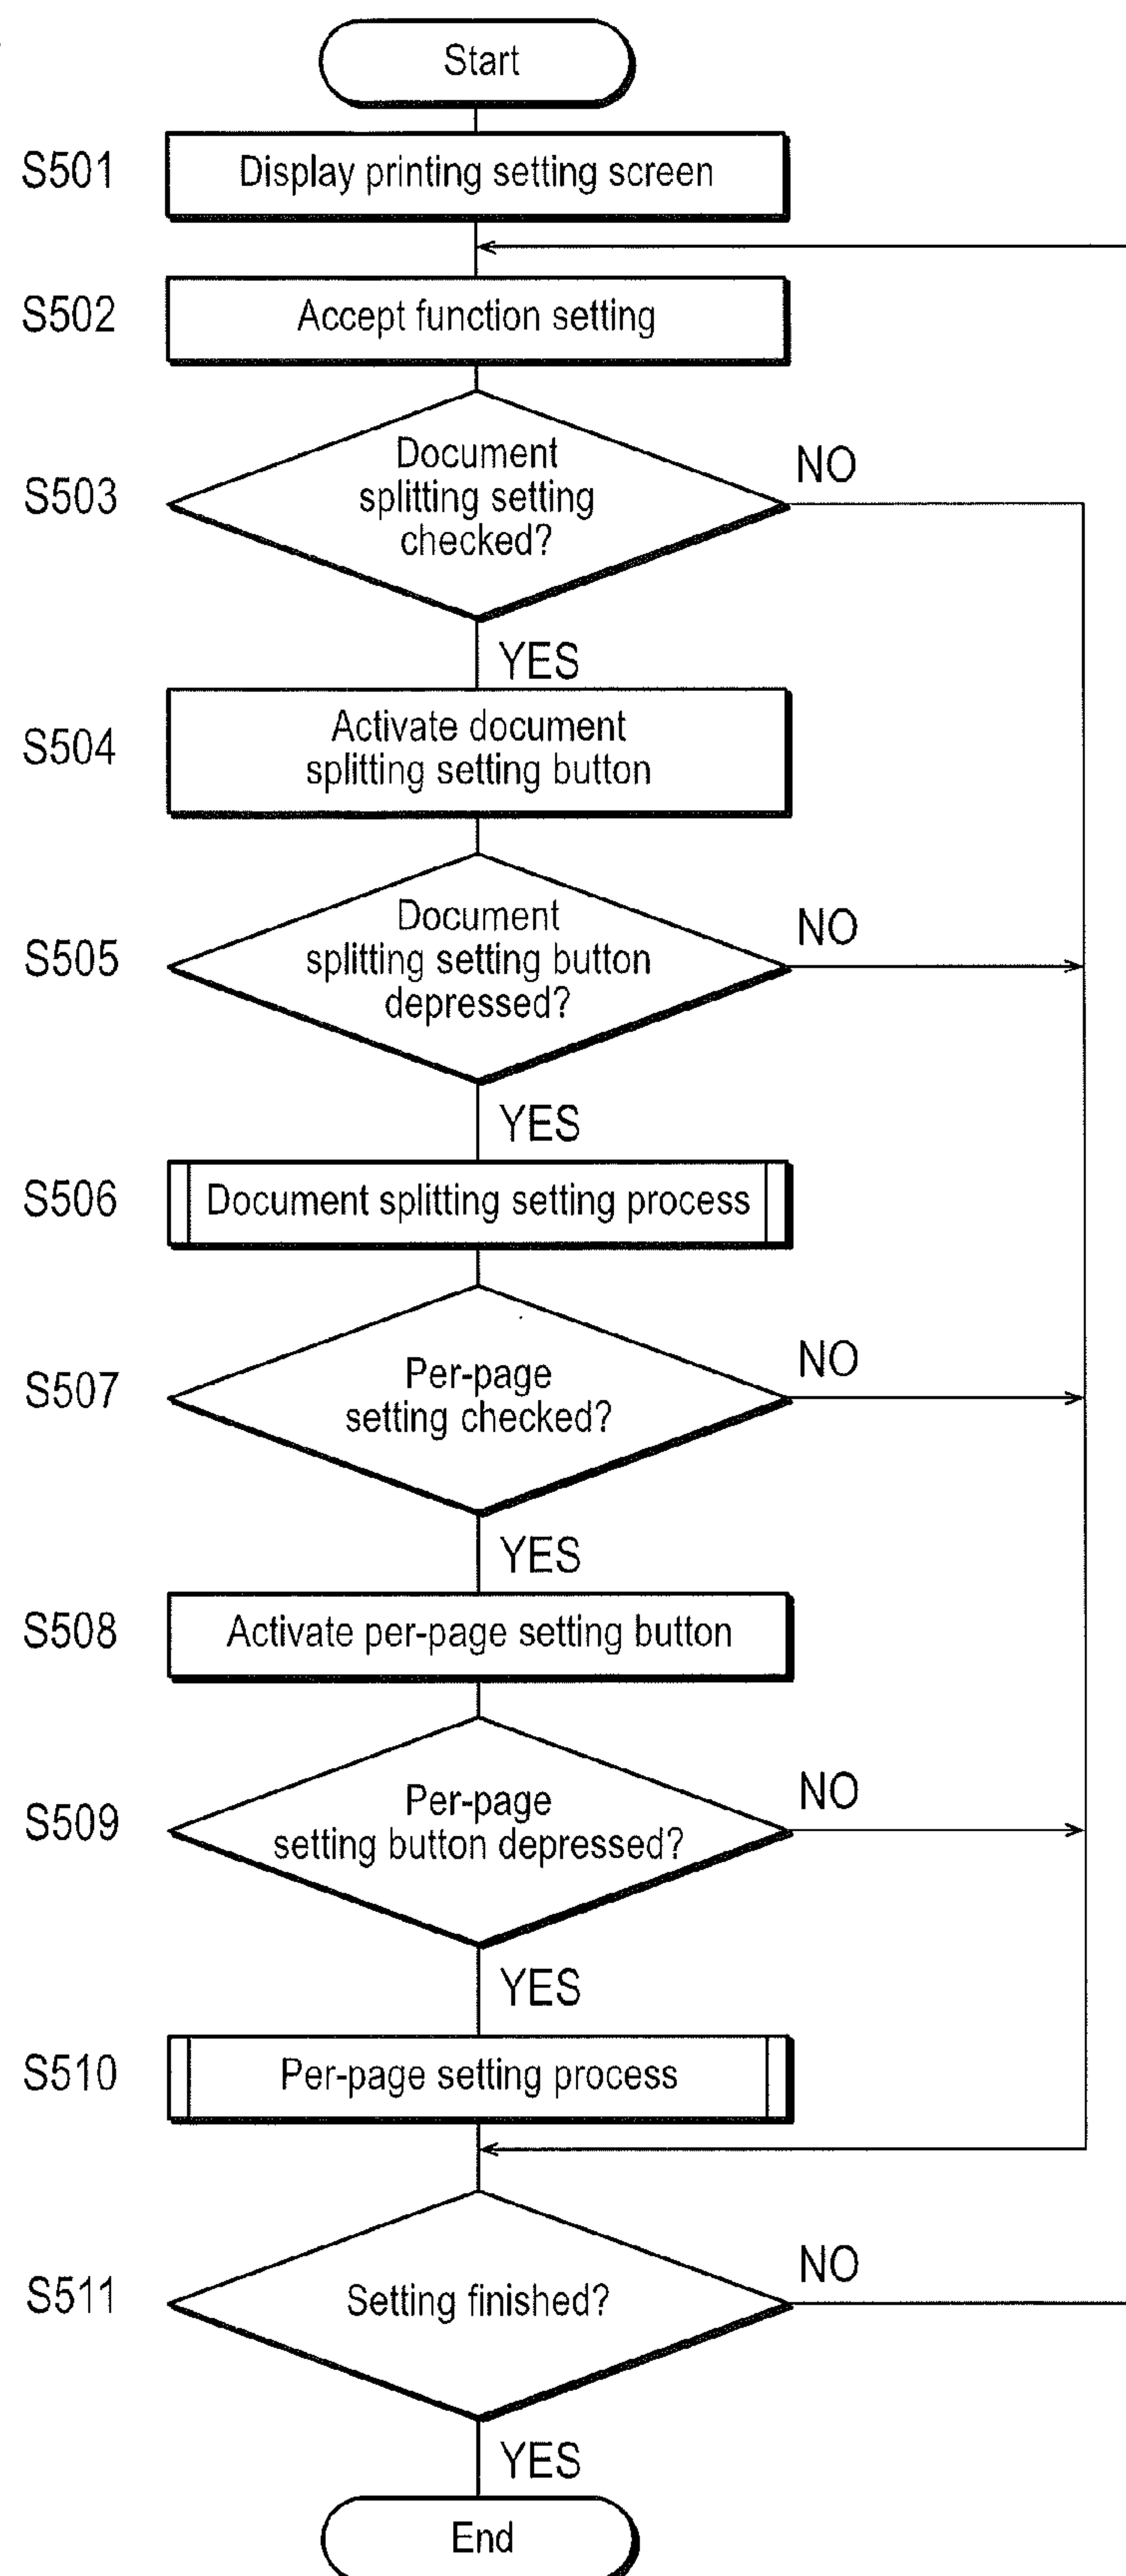 Start
S501
Display printing setting screen
S502
Accept function setting
S503
Document
splitting setting
checked?
NO
YES
S504
Activate document
splitting setting button
S505
Document
splitting setting button
depressed?
NO
YES
S506
Document splitting setting process
S507
Per-page
setting checked?
NO
YES
S508
Activate per-page setting button
S509
Per-page
setting button depressed?
NO
YES
S510
Per-page setting process
S511
Setting finished?
NO
YES
End